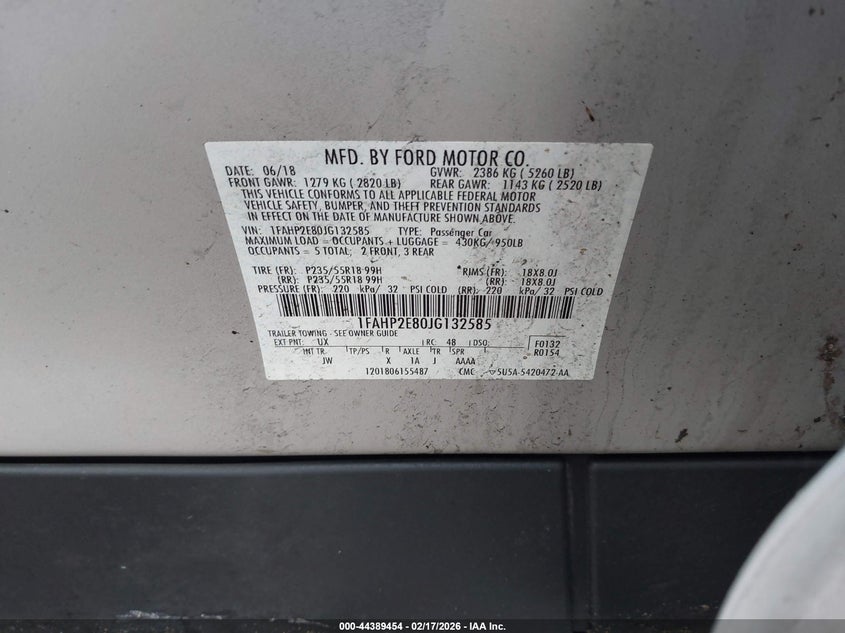 MFD. BY FORD MOTOR CO.
DATE: 06/18 GVWR: 2386 KG ( 5260 LB)
FRONT GAWR: 1279 KG ( 2820 LB) REAR GAWR: 1143 KG ( 2520 LB)
THIS VEHICLE CONFORMS TO ALL APPLICABLE FEDERAL MOTOR
VEHICLE SAFETY, BUMPER, AND THEFT PREVENTION STANDARDS
IN EFFECT ON THE DATE OF MANUFACTURE SHOWN ABOVE.
VIN: 1FAHP2E80JG132585 TYPE: Passenger Car
MAXIMUM LOAD = OCCUPANTS + LUGGAGE = 430KG/ 950LB
OCCUPANTS = 5 TOTAL; 2 FRONT, 3 REAR
TIRE (FR): P235/55R18 99H RIMS (FR): 18X8.0J
(RR): P235/55R18 99H (RR): 18X8.0J
PRESSURE (FR): 220 kPa/ 32 PSI COLD (RR): 220 kPa/ 32 PSI COLD
1FAHP2E80JG132585
TRAILER TOWING - SEE OWNER GUIDE
EXT PNT: UX RC: 48 DSO: F0132
INT TR TP/PS R AXLE TR SPR R0154
JW X 1A J AAAA
1201806155487 CMC 5U5A-5420472-AA
000-44389454 - 02/17/2026 - IAA Inc.